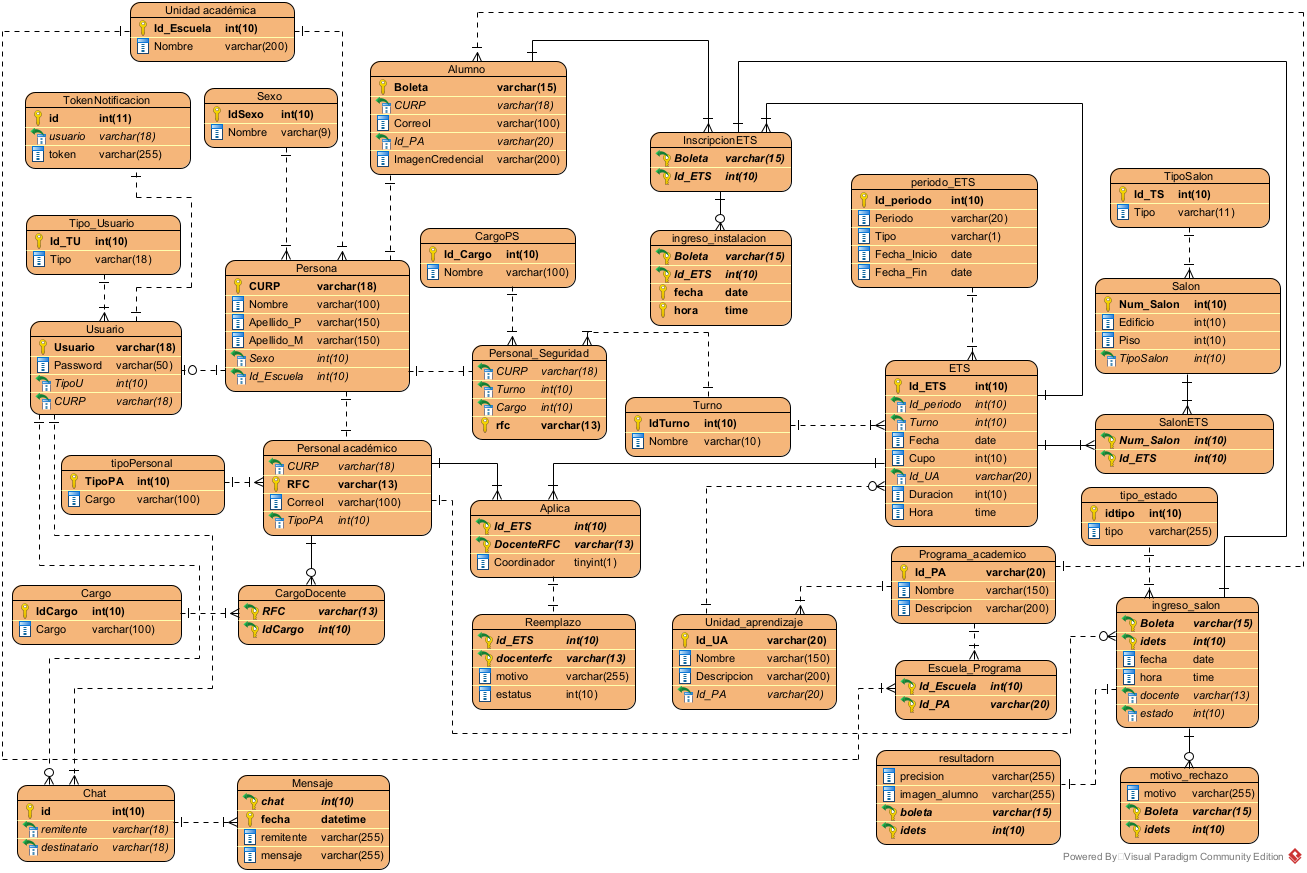 Unidad académica
Id_Escuela int(10)
Nombre varchar(200)
TokenNotificacion
id int(11)
usuario varchar(18)
token varchar(255)
Sexo
IdSexo int(10)
Nombre varchar(9)
Alumno
Boleta varchar(15)
CURP varchar(18)
CorreoI varchar(100)
Id_PA varchar(20)
ImagenCredencial varchar(200)
InscripcionETS
Boleta varchar(15)
Id_ETS int(10)
periodo_ETS
Id_periodo int(10)
Periodo varchar(20)
Tipo varchar(1)
Fecha_Inicio date
Fecha_Fin date
TipoSalon
Id_TS int(10)
Tipo varchar(11)
Tipo_Usuario
Id_TU int(10)
Tipo varchar(18)
CargoPS
Id_Cargo int(10)
Nombre varchar(100)
ingreso_instalacion
Boleta varchar(15)
Id_ETS int(10)
fecha date
hora time
Persona
CURP varchar(18)
Nombre varchar(100)
Apellido_P varchar(150)
Apellido_M varchar(150)
Sexo int(10)
Id_Escuela int(10)
Salon
Num_Salon int(10)
Edificio int(10)
Piso int(10)
TipoSalon int(10)
Usuario
Usuario varchar(18)
Password varchar(50)
TipoU int(10)
CURP varchar(18)
Personal_Seguridad
CURP varchar(18)
Turno int(10)
Cargo int(10)
rfc varchar(13)
Turno
IdTurno int(10)
Nombre varchar(10)
ETS
Id_ETS int(10)
Id_periodo int(10)
Turno int(10)
Fecha date
Cupo int(10)
Id_UA varchar(20)
Duracion int(10)
Hora time
SalonETS
Num_Salon int(10)
Id_ETS int(10)
tipoPersonal
TipoPA int(10)
Cargo varchar(100)
Personal académico
CURP varchar(18)
RFC varchar(13)
CorreoI varchar(100)
TipoPA int(10)
Aplica
Id_ETS int(10)
DocenteRFC varchar(13)
Coordinador tinyint(1)
tipo_estado
idtipo int(10)
tipo varchar(255)
Programa_academico
Id_PA varchar(20)
Nombre varchar(150)
Descripcion varchar(200)
Cargo
IdCargo int(10)
Cargo varchar(100)
CargoDocente
RFC varchar(13)
IdCargo int(10)
Reemplazo
id_ETS int(10)
docenterfc varchar(13)
motivo varchar(255)
estatus int(10)
Unidad_aprendizaje
Id_UA varchar(20)
Nombre varchar(150)
Descripcion varchar(200)
Id_PA varchar(20)
Escuela_Programa
Id_Escuela int(10)
Id_PA varchar(20)
ingreso_salon
Boleta varchar(15)
idets int(10)
fecha date
hora time
docente varchar(13)
estado int(10)
Chat
id int(10)
remitente varchar(18)
destinatario varchar(18)
Mensaje
chat int(10)
fecha datetime
remitente varchar(255)
mensaje varchar(255)
resultadorn
precision varchar(255)
imagen_alumno varchar(255)
boleta varchar(15)
idets int(10)
motivo_rechazo
motivo varchar(255)
Boleta varchar(15)
idets int(10)
Powered By Visual Paradigm Community Edition